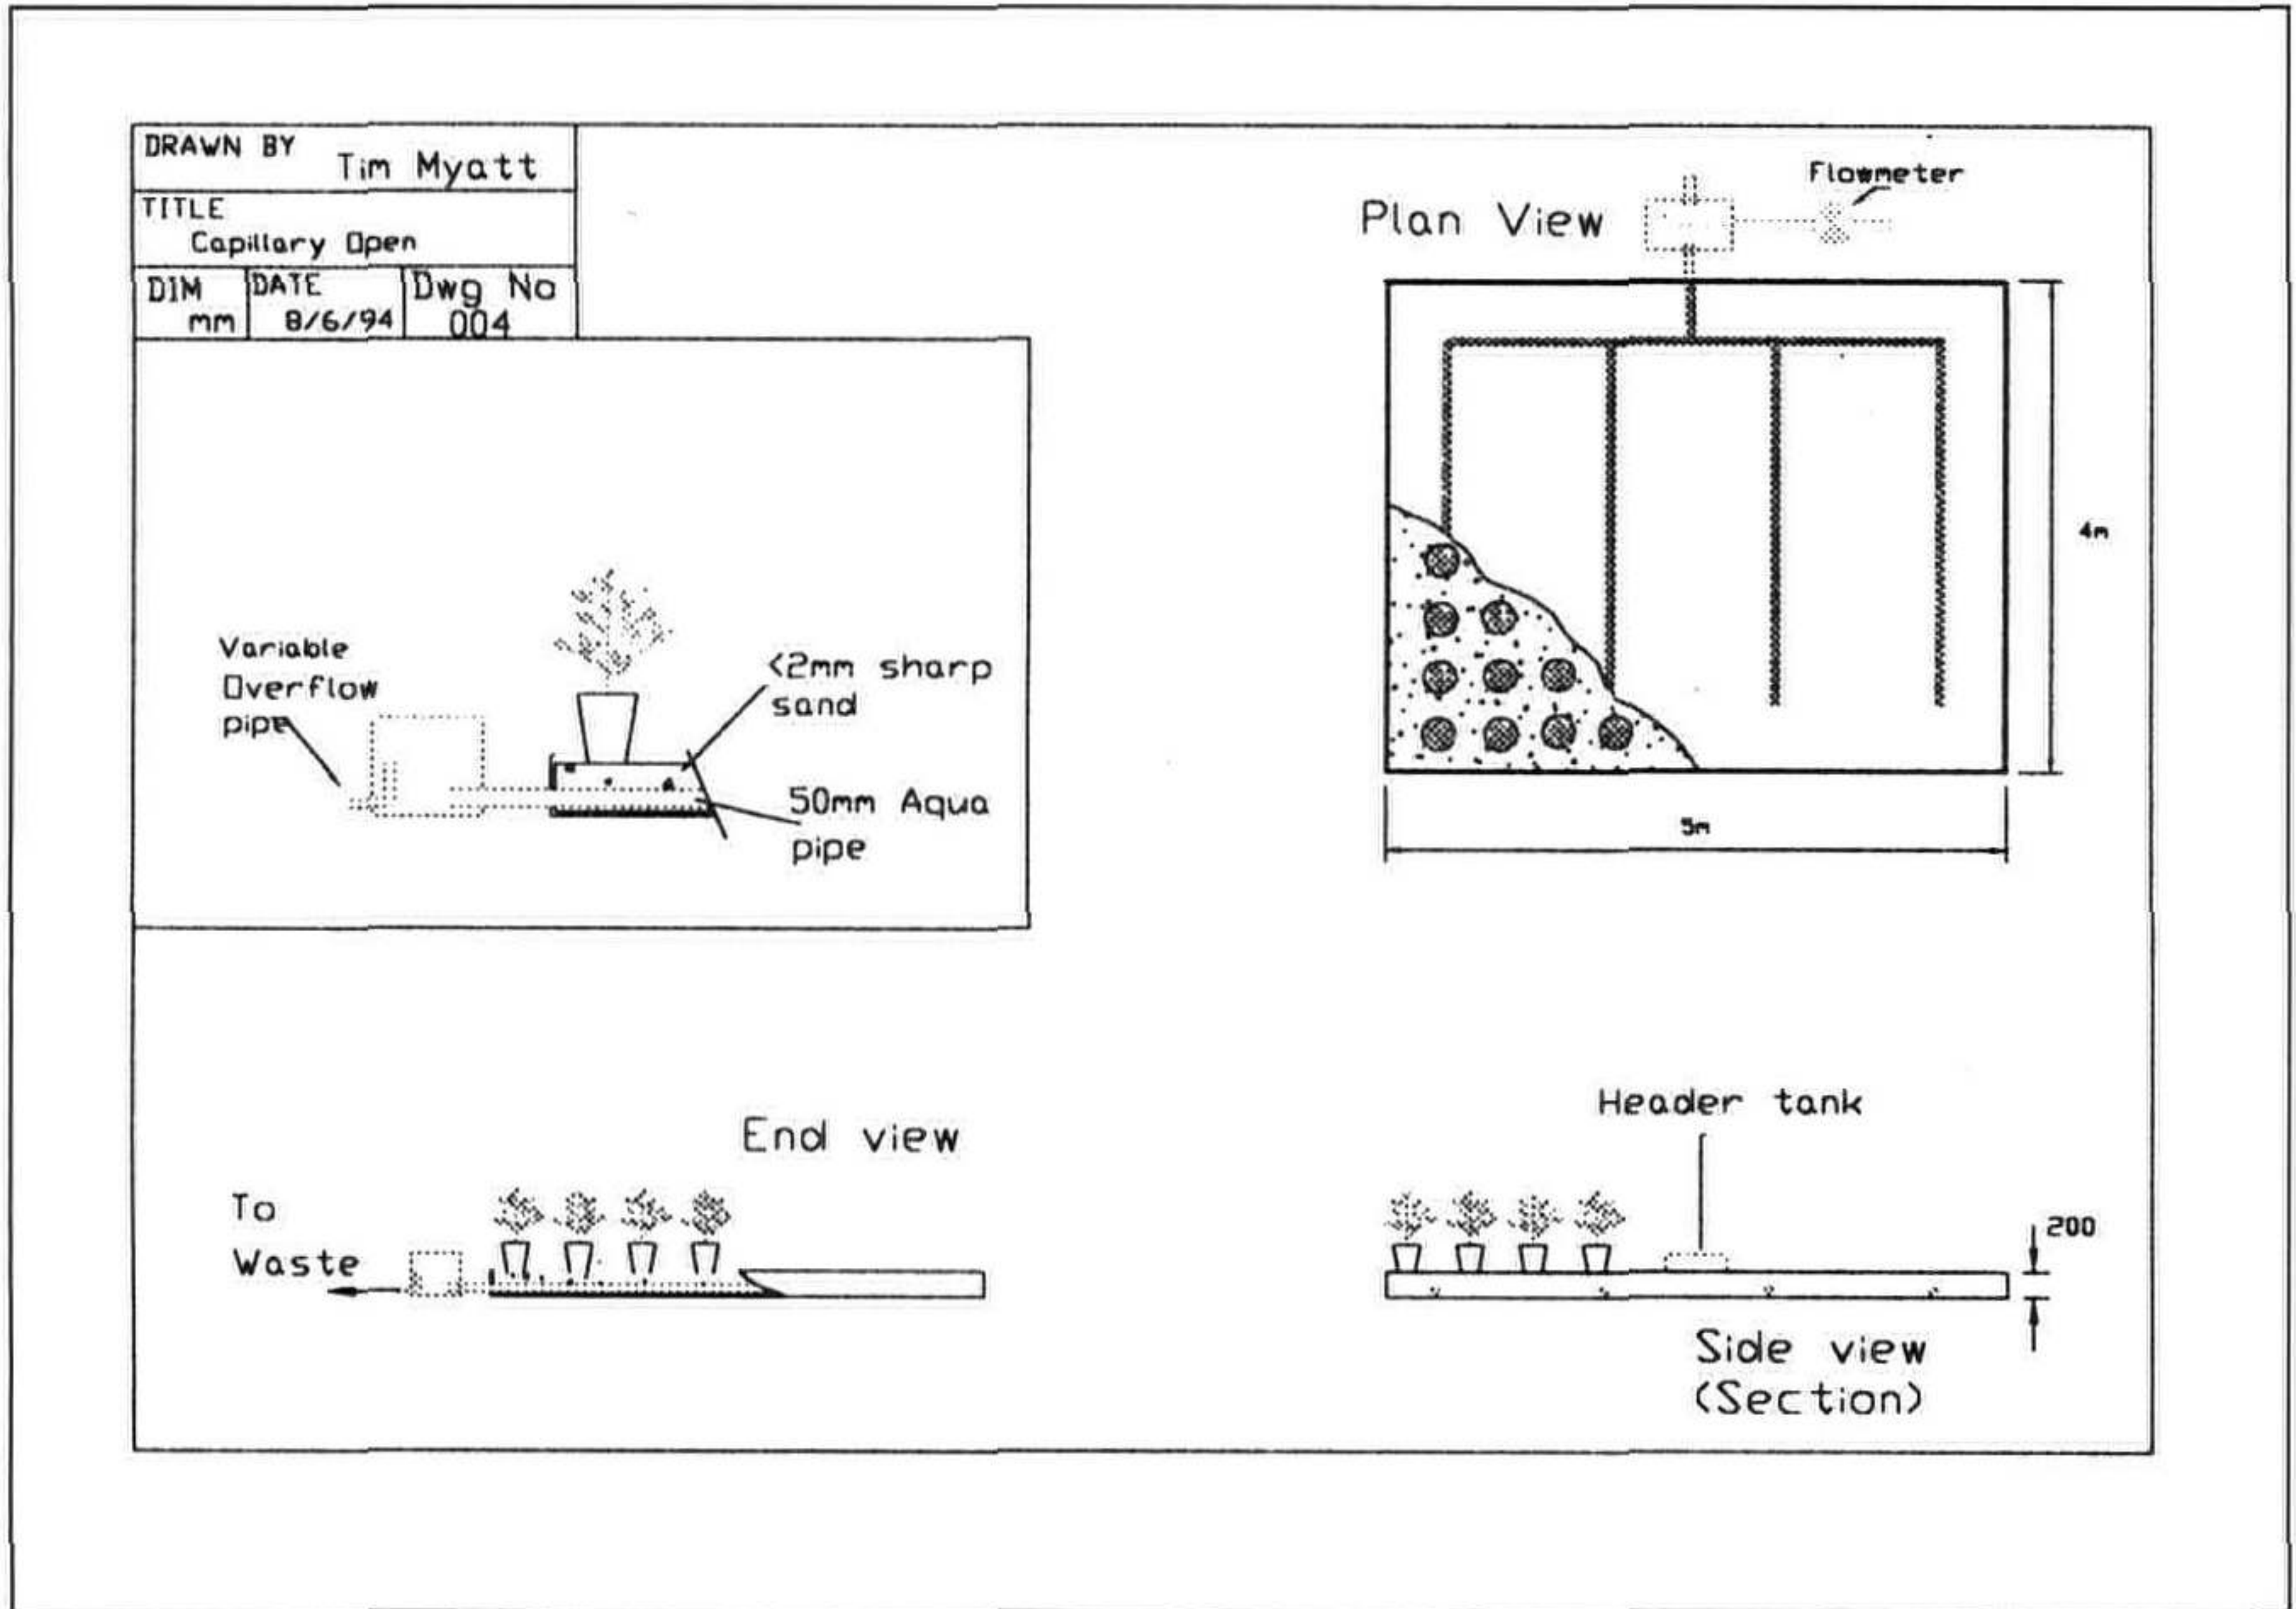 DRAWN BY Tim Myatt
TITLE
Capillary Open
DIM DATE Dwg No
mm 8/6/94 004
Plan View
Flowmeter
4m
5m
Variable
Overflow
pipe
<2mm sharp
sand
50mm Aqua
pipe
End view
To
Waste
Header tank
200
Side view
(Section)